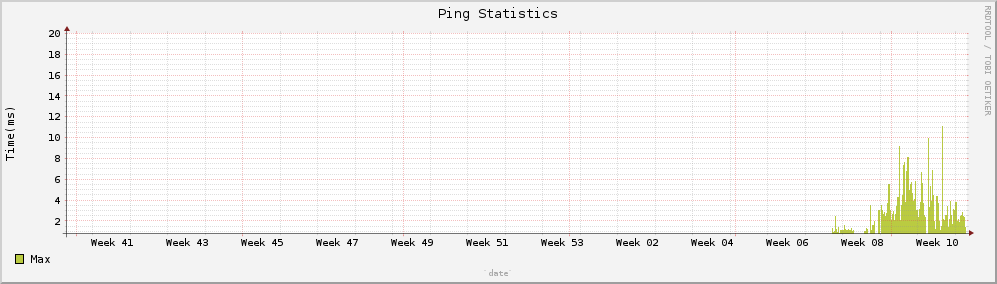 Ping Statistics
RRDTOOL / TOBI OETIKER
Time(ms)
20
18
16
14
12
10
8
6
4
2
Week 41 Week 43 Week 45 Week 47 Week 49 Week 51 Week 53 Week 02 Week 04 Week 06 Week 08 Week 10
Max
`date`